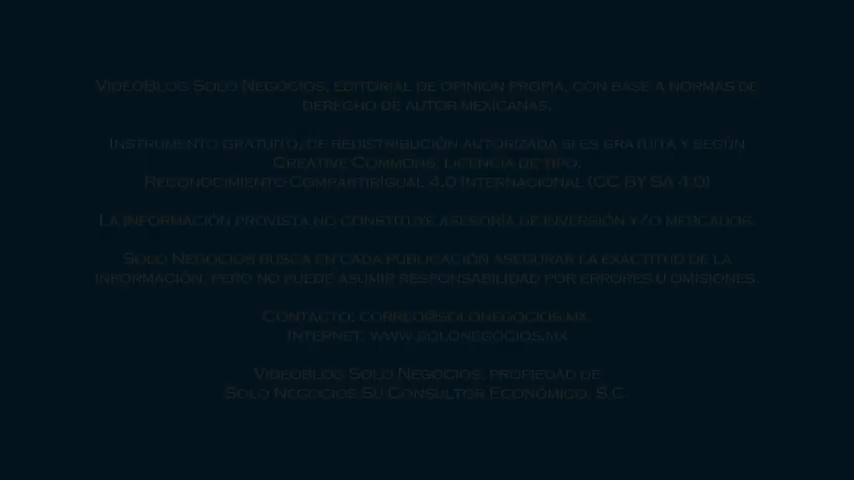 VideoBlog Solo Negocios, editorial de opinión propia, con base a normas de
derecho de autor mexicanas.
Instrumento gratuito, de redistribución autorizada si es gratuita y según
Creative Commons, licencia de tipo:
Reconocimiento-CompartirIgual 4.0 Internacional (CC BY SA 4.0)
La información provista no constituye asesoría de inversión y/o mercados.
Solo Negocios busca en cada publicación asegurar la exactitud de la
información, pero no puede asumir responsabilidad por errores u omisiones.
Contacto: correo@solonegocios.mx
Internet: www.solonegocios.mx
Videoblog Solo Negocios, propiedad de
Solo Negocios Su Consultor Económico, S.C.